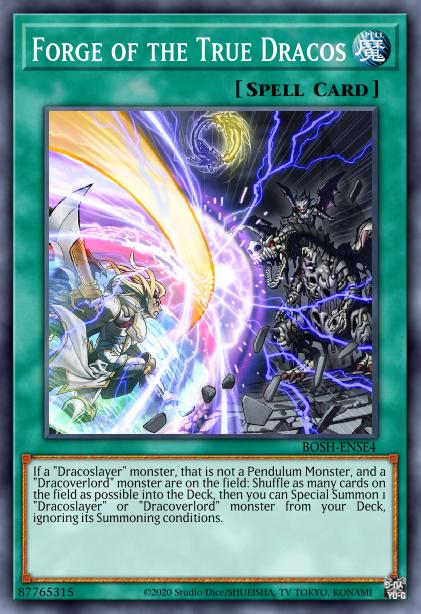 FORGE OF THE TRUE DRACOS
SPELL
魔
[SPELL CARD]
BOSH-ENSE4
If a "Dracoslayer" monster, that is not a Pendulum Monster, and a
"Dracoverlord" monster are on the field: Shuffle as many cards on
the field as possible into the Deck, then you can Special Summon 1
"Dracoslayer" or "Dracoverlord" monster from your Deck,
ignoring its Summoning conditions.
87765315 ©2020 Studio Dice/SHUEISHA, TV TOKYO, KONAMI